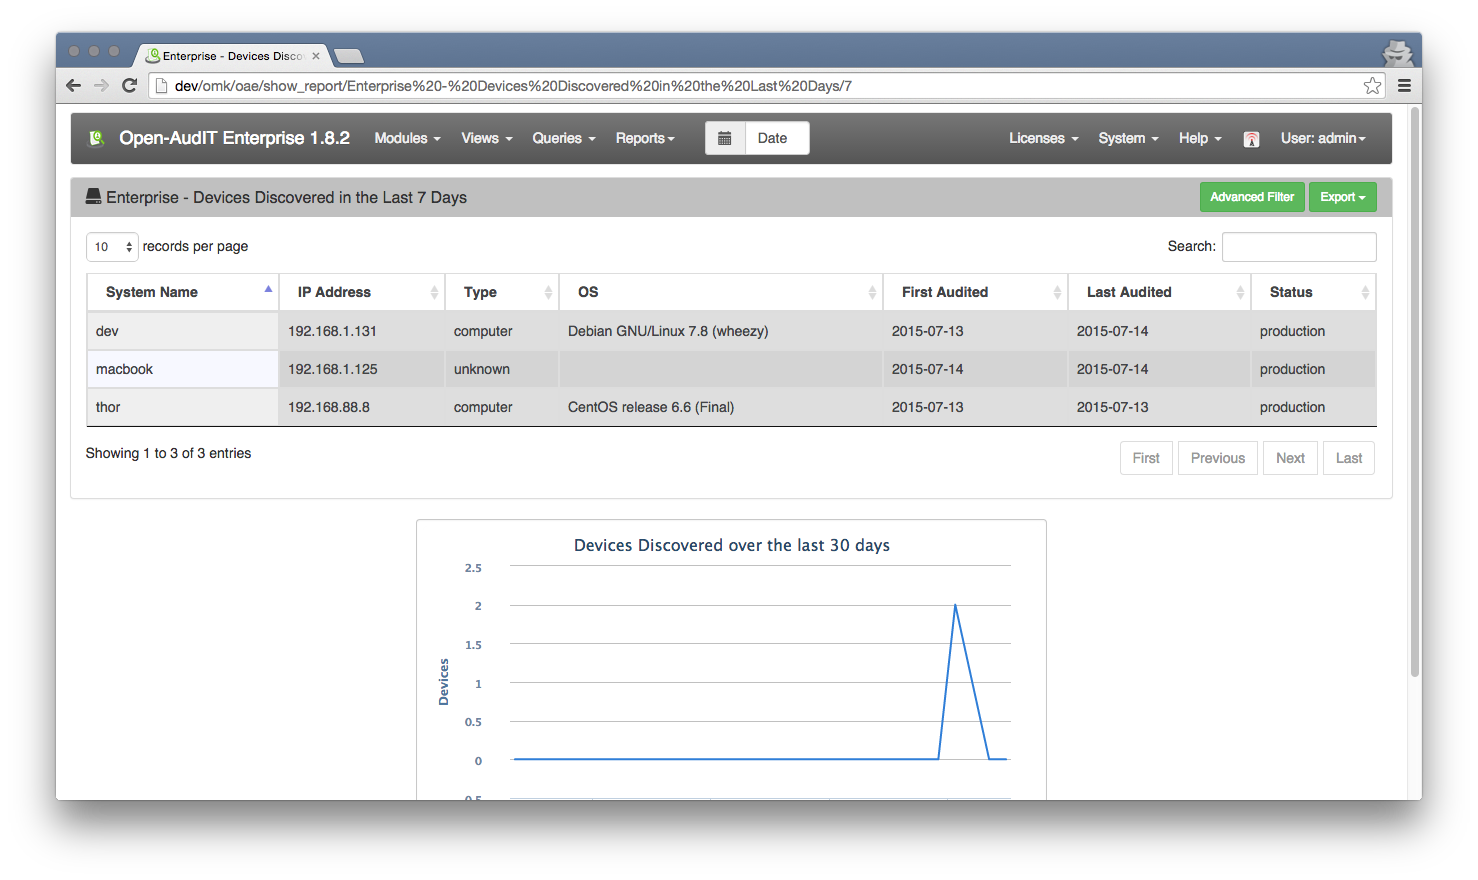 Enterprise - Devices Disco
dev/omk/oae/show_report/Enterprise%20-%20Devices%20Discovered%20in%20the%20Last%20Days/7
Open-AudIT Enterprise 1.8.2 Modules Views Queries Reports Date Licenses System Help User: admin
Enterprise - Devices Discovered in the Last 7 Days Advanced Filter Export
10 records per page Search:
System Name IP Address Type OS First Audited Last Audited Status
dev 192.168.1.131 computer Debian GNU/Linux 7.8 (wheezy) 2015-07-13 2015-07-14 production
macbook 192.168.1.125 unknown 2015-07-14 2015-07-14 production
thor 192.168.88.8 computer CentOS release 6.6 (Final) 2015-07-13 2015-07-13 production
Showing 1 to 3 of 3 entries First Previous Next Last
Devices Discovered over the last 30 days
2.5
2
1.5
1
0.5
0
Devices